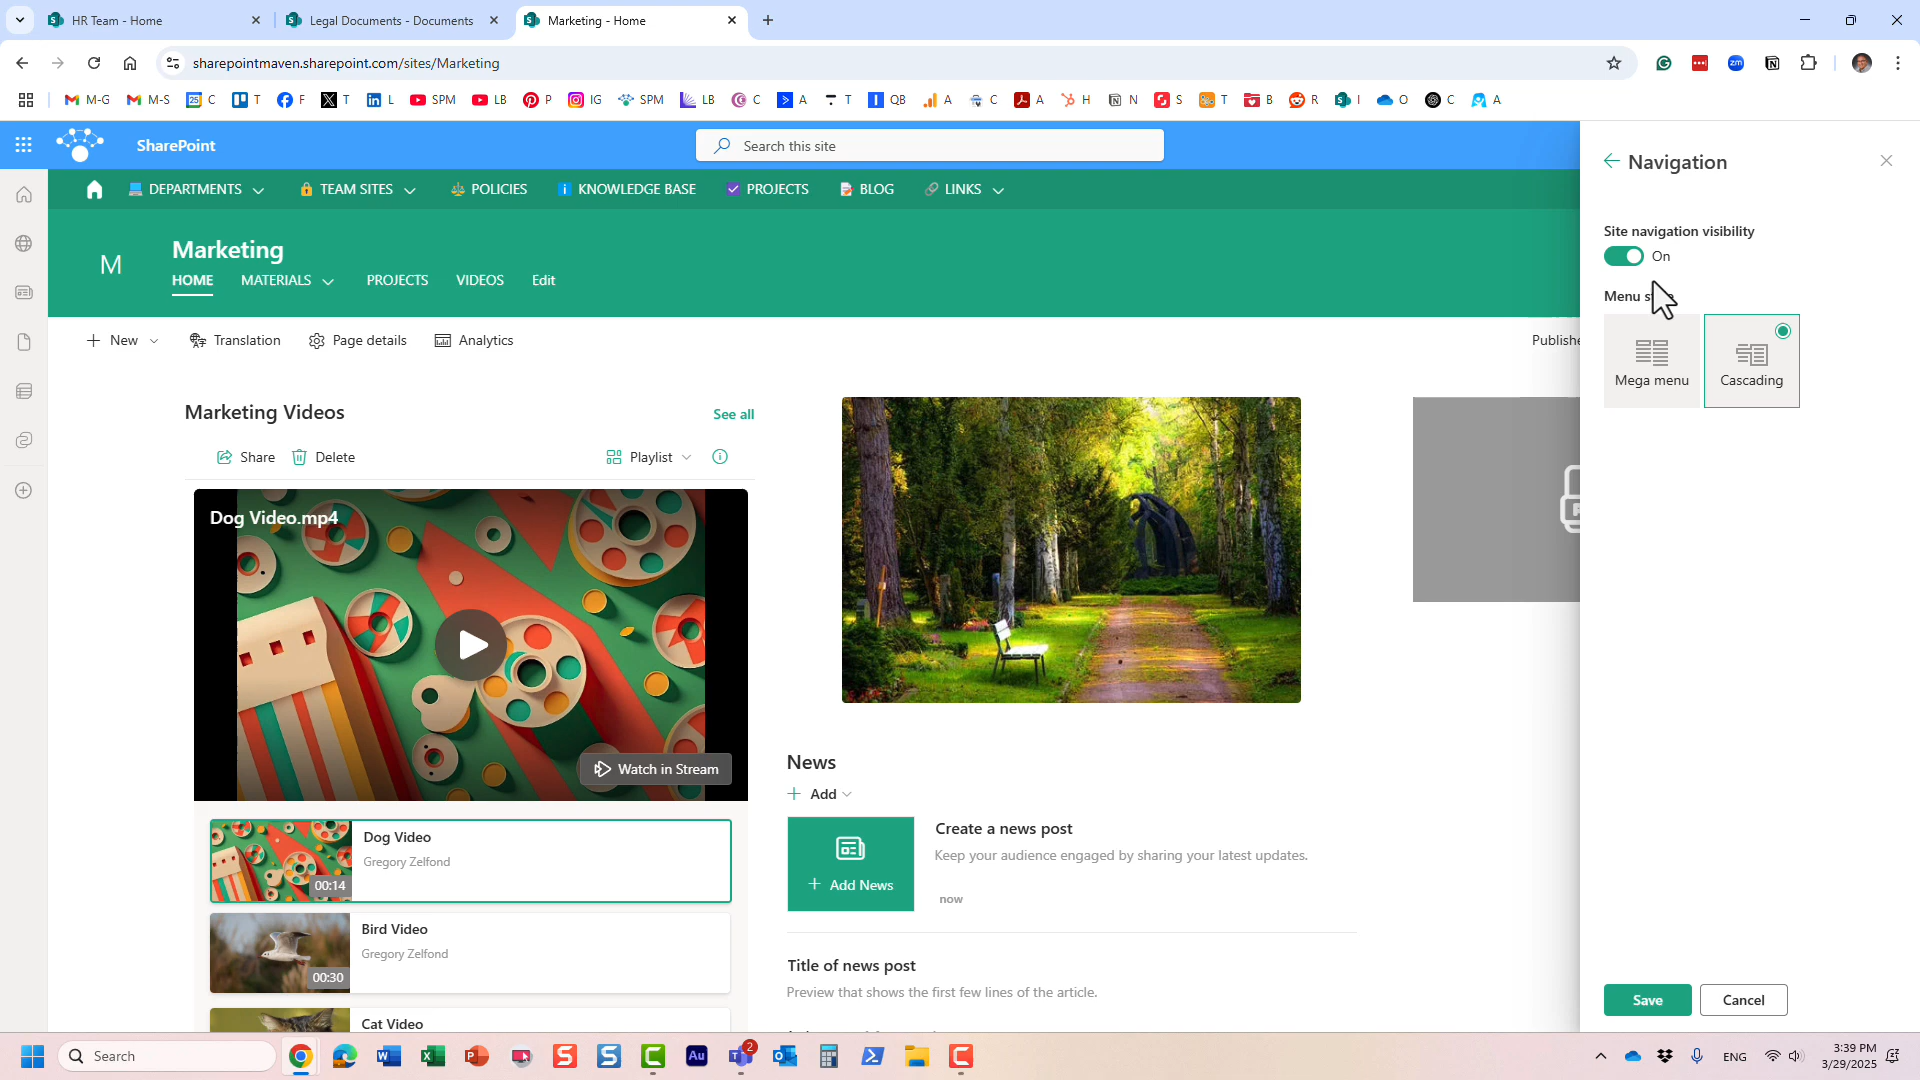 HR Team - Home
Legal Documents - Documents
Marketing - Home
sharepointmaven.sharepoint.com/sites/Marketing
M-G
M-S
C
T
F
T
L
SPM
LB
P
IG
SPM
LB
C
A
T
QB
A
C
A
H
N
S
T
B
R
I
O
C
A
SharePoint
Search this site
DEPARTMENTS
TEAM SITES
POLICIES
KNOWLEDGE BASE
PROJECTS
BLOG
LINKS
M
Marketing
HOME
MATERIALS
PROJECTS
VIDEOS
Edit
New
Translation
Page details
Analytics
Publishe
Marketing Videos
See all
Share
Delete
Playlist
Dog Video.mp4
Watch in Stream
Dog Video
Gregory Zelfond
00:14
Bird Video
Gregory Zelfond
00:30
Cat Video
News
Add
Add News
Create a news post
Keep your audience engaged by sharing your latest updates.
now
Title of news post
Preview that shows the first few lines of the article.
Navigation
Site navigation visibility
On
Menu
Mega menu
Cascading
Save
Cancel
Search
2
ENG
3:39 PM
3/29/2025